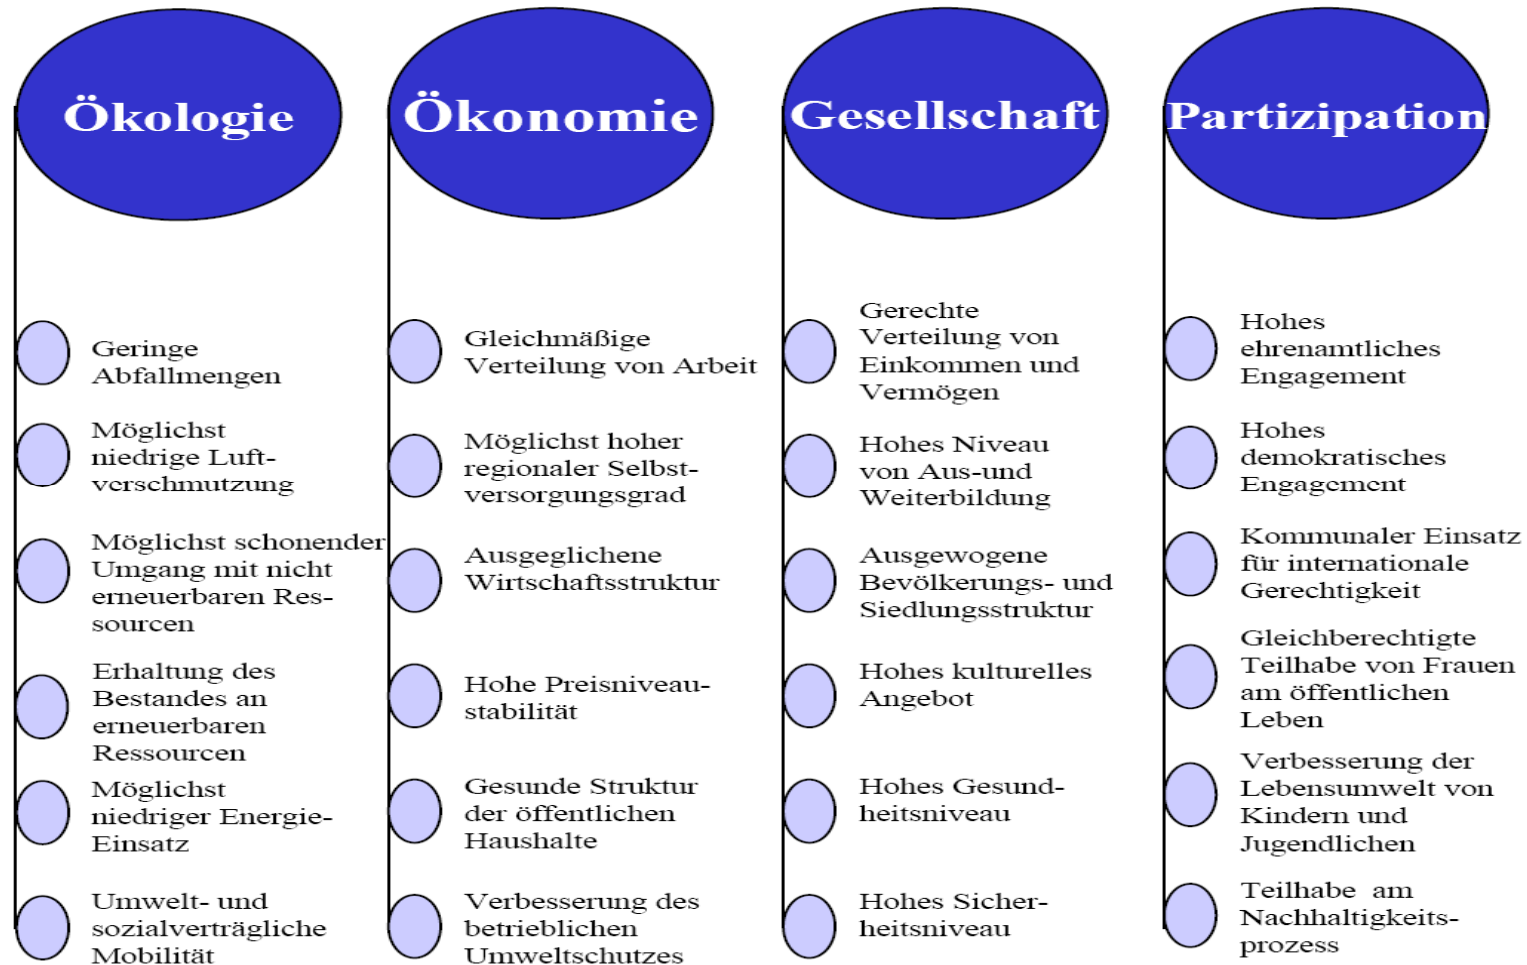 Ökologie
Geringe
Abfallmengen
Möglichst
niedrige Luft-
verschmutzung
Möglichst schonender
Umgang mit nicht
erneuerbaren Res-
sourcen
Erhaltung des
Bestandes an
erneuerbaren
Ressourcen
Möglichst
niedriger Energie-
Einsatz
Umwelt- und
sozialverträgliche
Mobilität
Ökonomie
Gleichmäßige
Verteilung von Arbeit
Möglichst hoher
regionaler Selbst-
versorgungsgrad
Ausgeglichene
Wirtschaftsstruktur
Hohe Preisniveau-
stabilität
Gesunde Struktur
der öffentlichen
Haushalte
Verbesserung des
betrieblichen
Umweltschutzes
Gesellschaft
Gerechte
Verteilung von
Einkommen und
Vermögen
Hohes Niveau
von Aus-und
Weiterbildung
Ausgewogene
Bevölkerungs- und
Siedlungsstruktur
Hohes kulturelles
Angebot
Hohes Gesund-
heitsniveau
Hohes Sicher-
heitsniveau
Partizipation
Hohes
ehrenamtliches
Engagement
Hohes
demokratisches
Engagement
Kommunaler Einsatz
für internationale
Gerechtigkeit
Gleichberechtigte
Teilhabe von Frauen
am öffentlichen
Leben
Verbesserung der
Lebensumwelt von
Kindern und
Jugendlichen
Teilhabe am
Nachhaltigkeits-
prozess